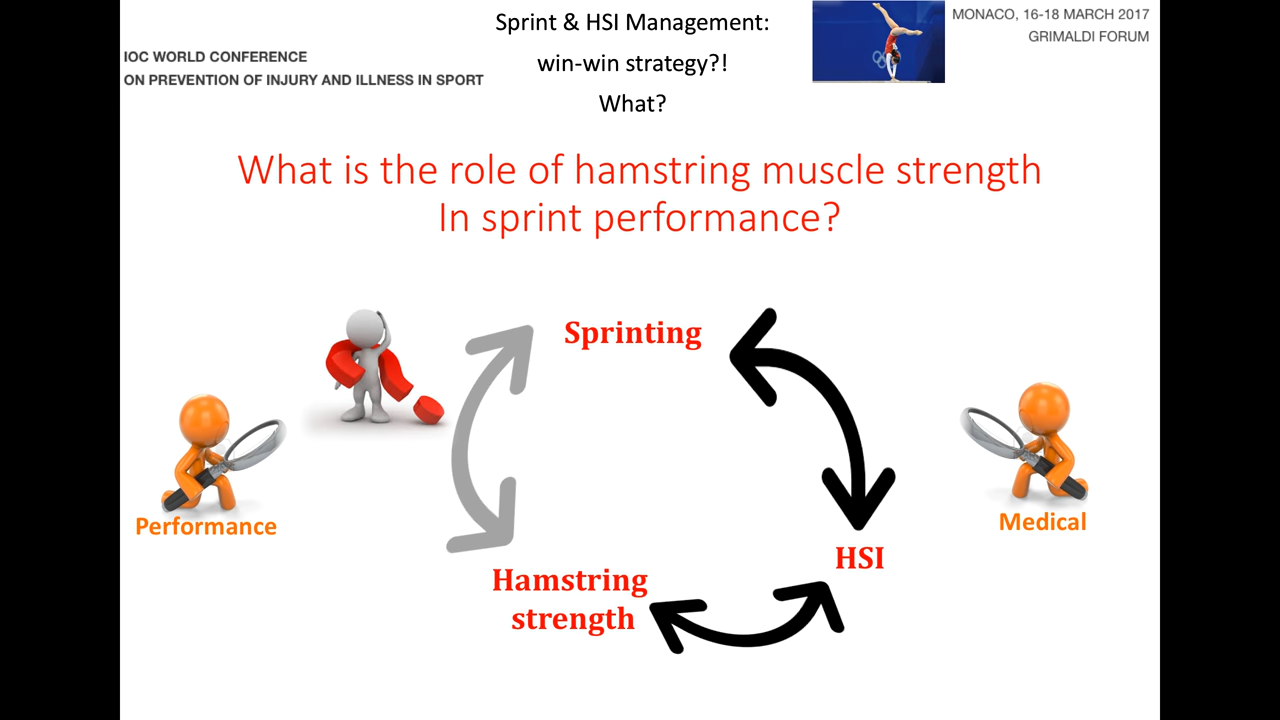 IOC WORLD CONFERENCE
ON PREVENTION OF INJURY AND ILLNESS IN SPORT
Sprint & HSI Management:
win-win strategy?!
What?
MONACO, 16-18 MARCH 2017
GRIMALDI FORUM
What is the role of hamstring muscle strength
In sprint performance?
Sprinting
Performance
Medical
HSI
Hamstring
strength